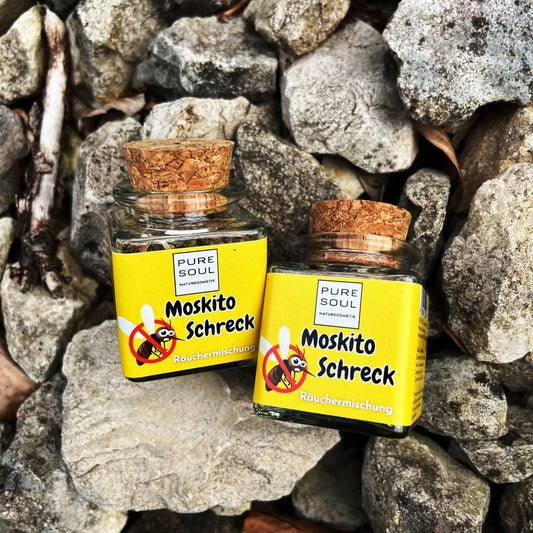 PURE
SOUL
NATURKOSMETIK
Moskito
Schreck
Räuchermischung
PURE
SOUL
NATURKOSMETIK
Moskito
Schreck
Räuchermischung